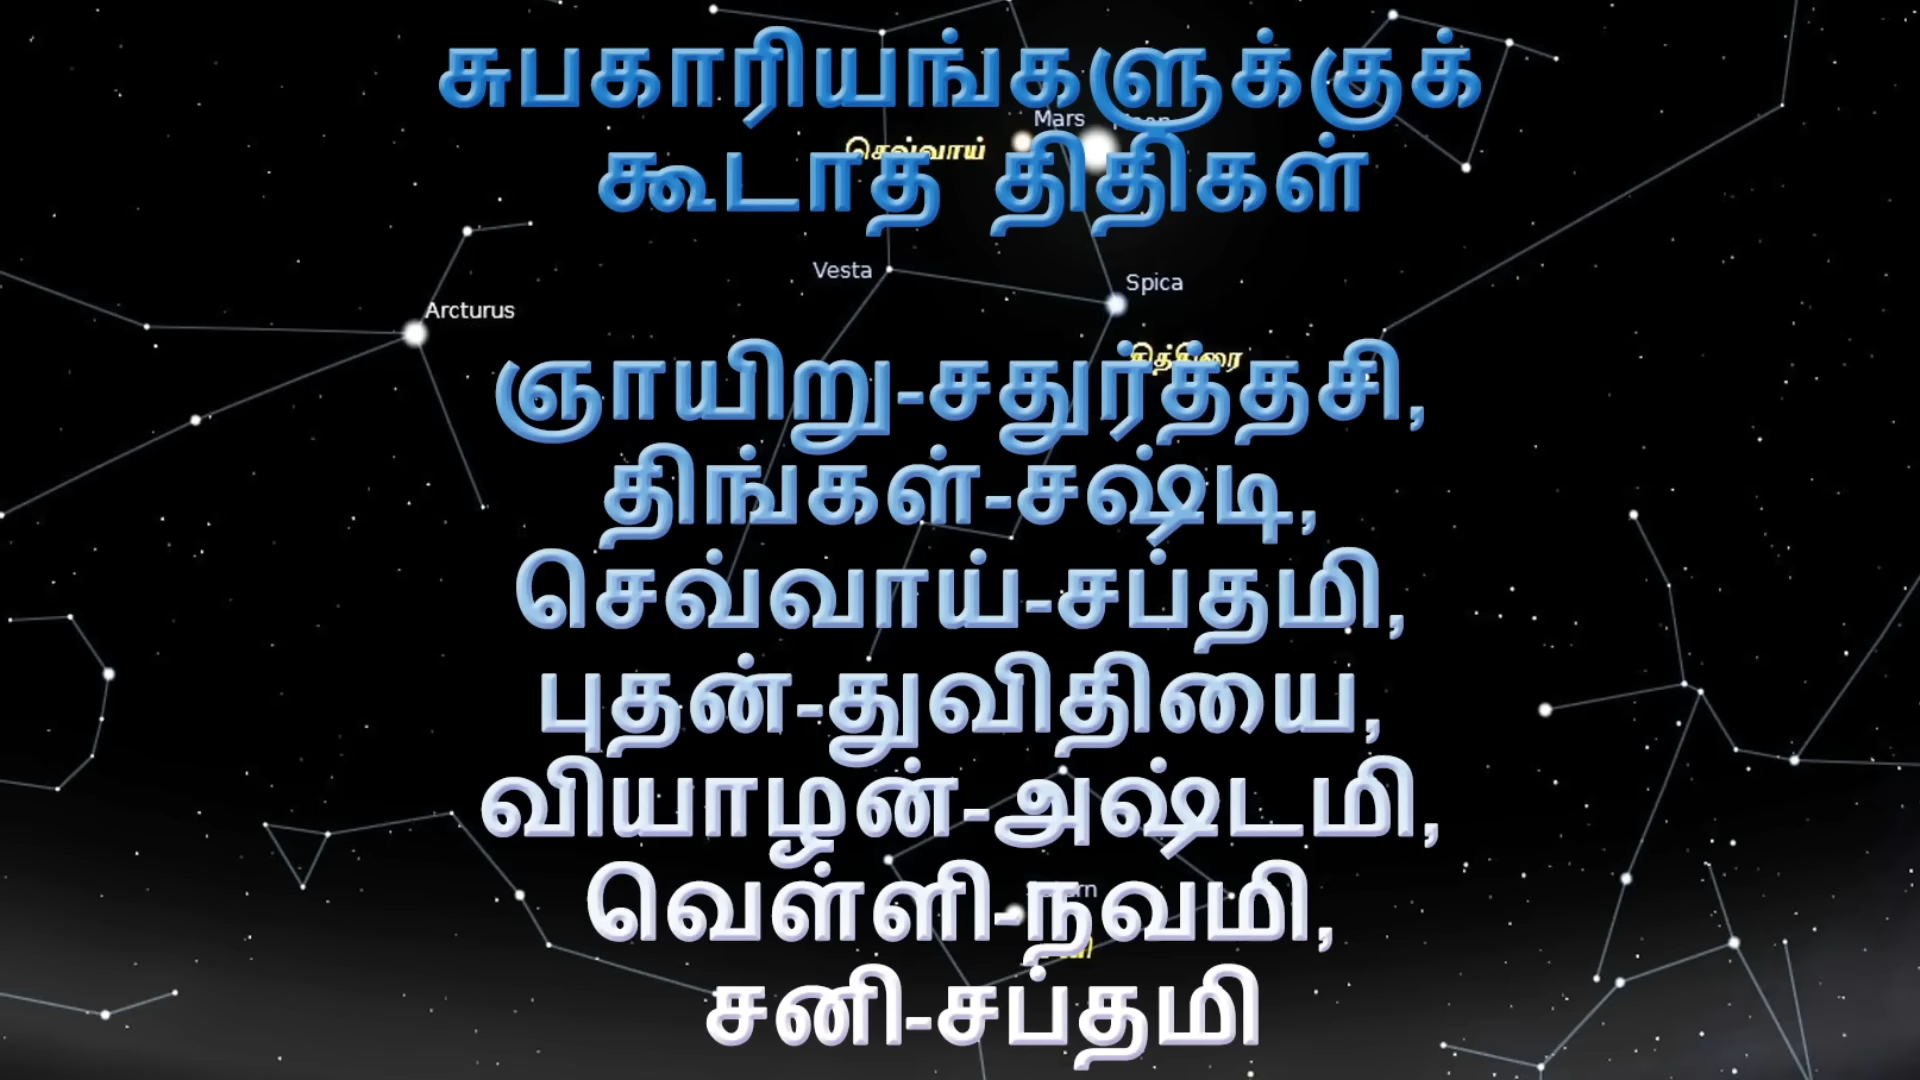 சுபகாரியங்களுக்குக்
Mars
செவ்வாய்
கூடாத திதிகள்
Vesta
Spica
Arcturus
ஞாயிறு-சதுர்த்தசி,
திங்கள்-சஷ்டி,
செவ்வாய்-சப்தமி,
புதன்-துவிதியை,
வியாழன்-அஷ்டமி,
வெள்ளி-நவமி,
சனி-சப்தமி